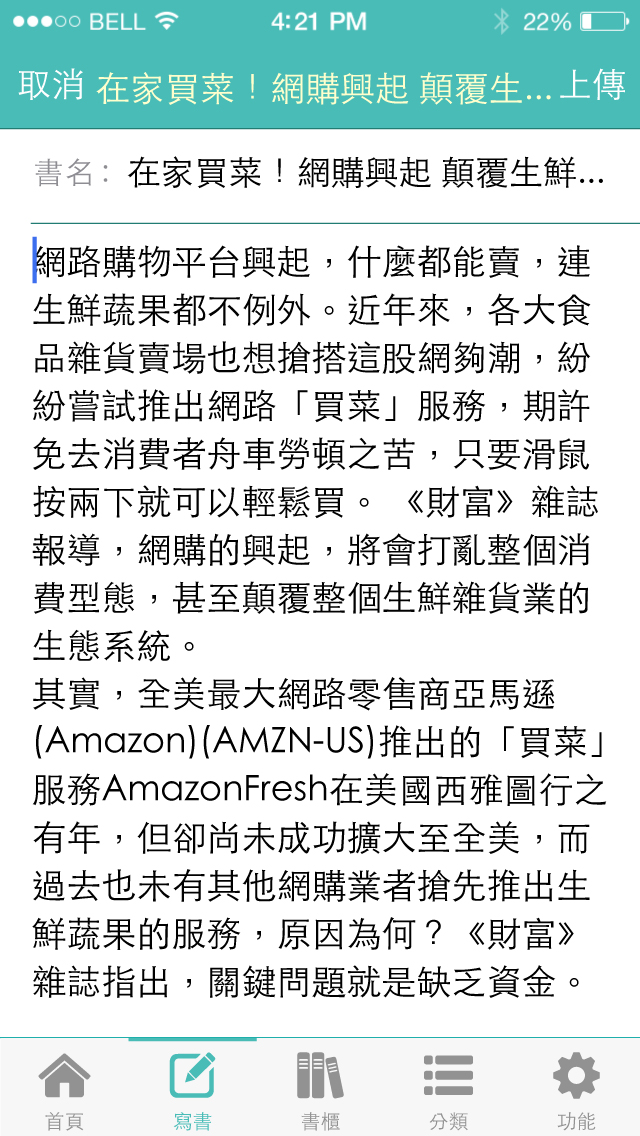 BELL 4:21 PM 22%
取消 在家買菜！網購興起 顛覆生... 上傳
書名： 在家買菜！網購興起 顛覆生鮮...
網路購物平台興起，什麼都能賣，連
生鮮蔬果都不例外。近年來，各大食
品雜貨賣場也想搶搭這股網夠潮，紛
紛嘗試推出網路「買菜」服務，期許
免去消費者舟車勞頓之苦，只要滑鼠
按兩下就可以輕鬆買。 《財富》雜誌
報導，網購的興起，將會打亂整個消
費型態，甚至顛覆整個生鮮雜貨業的
生態系統。
其實，全美最大網路零售商亞馬遜
(Amazon)(AMZN-US)推出的「買菜」
服務AmazonFresh在美國西雅圖行之
有年，但卻尚未成功擴大至全美，而
過去也未有其他網購業者搶先推出生
鮮蔬果的服務，原因為何？《財富》
雜誌指出，關鍵問題就是缺乏資金。
首頁 寫書 書櫃 分類 功能